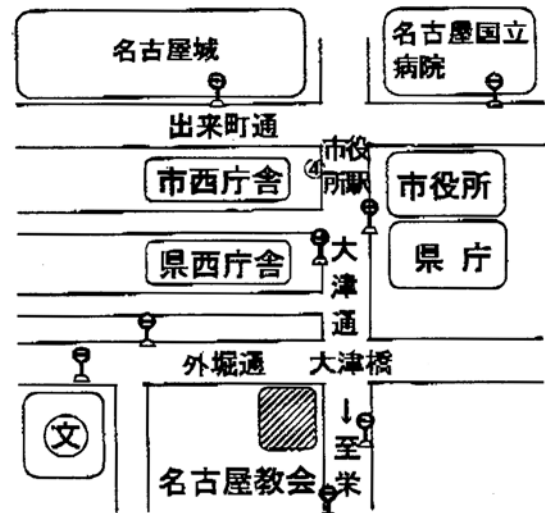 名古屋城
名古屋国立
病院
出来町通
市役
所駅
④
市西庁舎
市役所
県西庁舎
県庁
大津通
外堀通
大津橋
文
↓至栄
名古屋教会